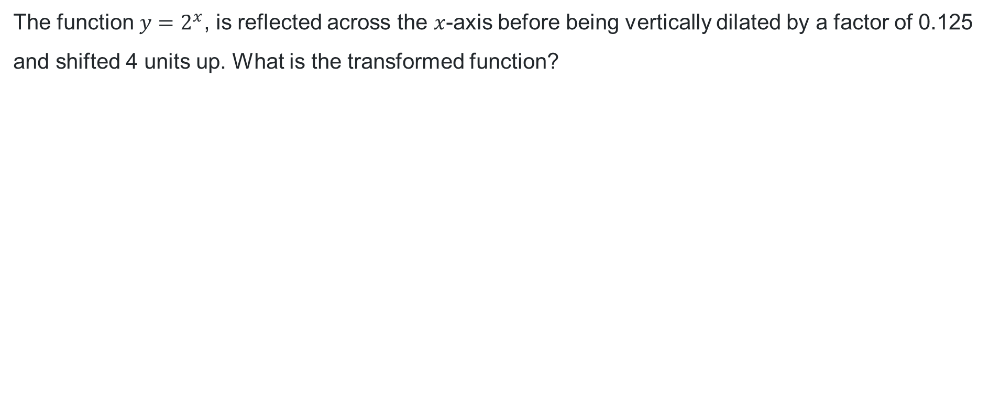 The function y = 2ˣ, is reflected across the x-axis before being vertically dilated by a factor of 0.125
and shifted 4 units up. What is the transformed function?